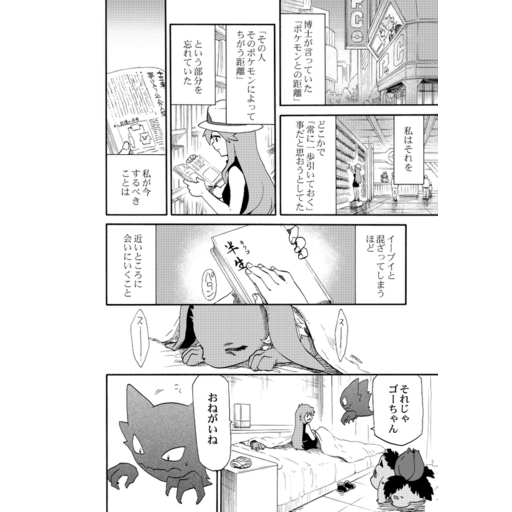 博士が言っていた
「ポケモンとの距離」
「その人
そのポケモンによって
ちがう距離」
という部分を
忘れていた
私はそれを
どこかで
「常に一歩引いておく」
事だと思おうとしてた
私が今
するべき
ことは
イーブイと
混ざってしまう
ほど
半生
パタン
近いところに
会いにいくこと
スー
スー
それじゃ
ゴーちゃん
おねがいね